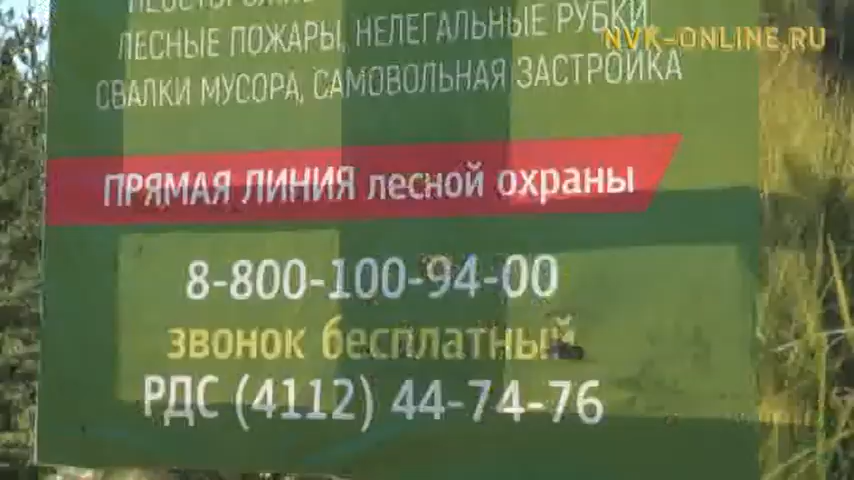 ЛЕСНЫЕ ПОЖАРЫ, НЕЛЕГАЛЬНЫЕ РУБКИ,
NVK-ONLINE.RU
СВАЛКИ МУСОРА, САМОВОЛЬНАЯ ЗАСТРОЙКА
ПРЯМАЯ ЛИНИЯ лесной охраны
8-800-100-94-00
звонок бесплатный
РДС (4112) 44-74-76